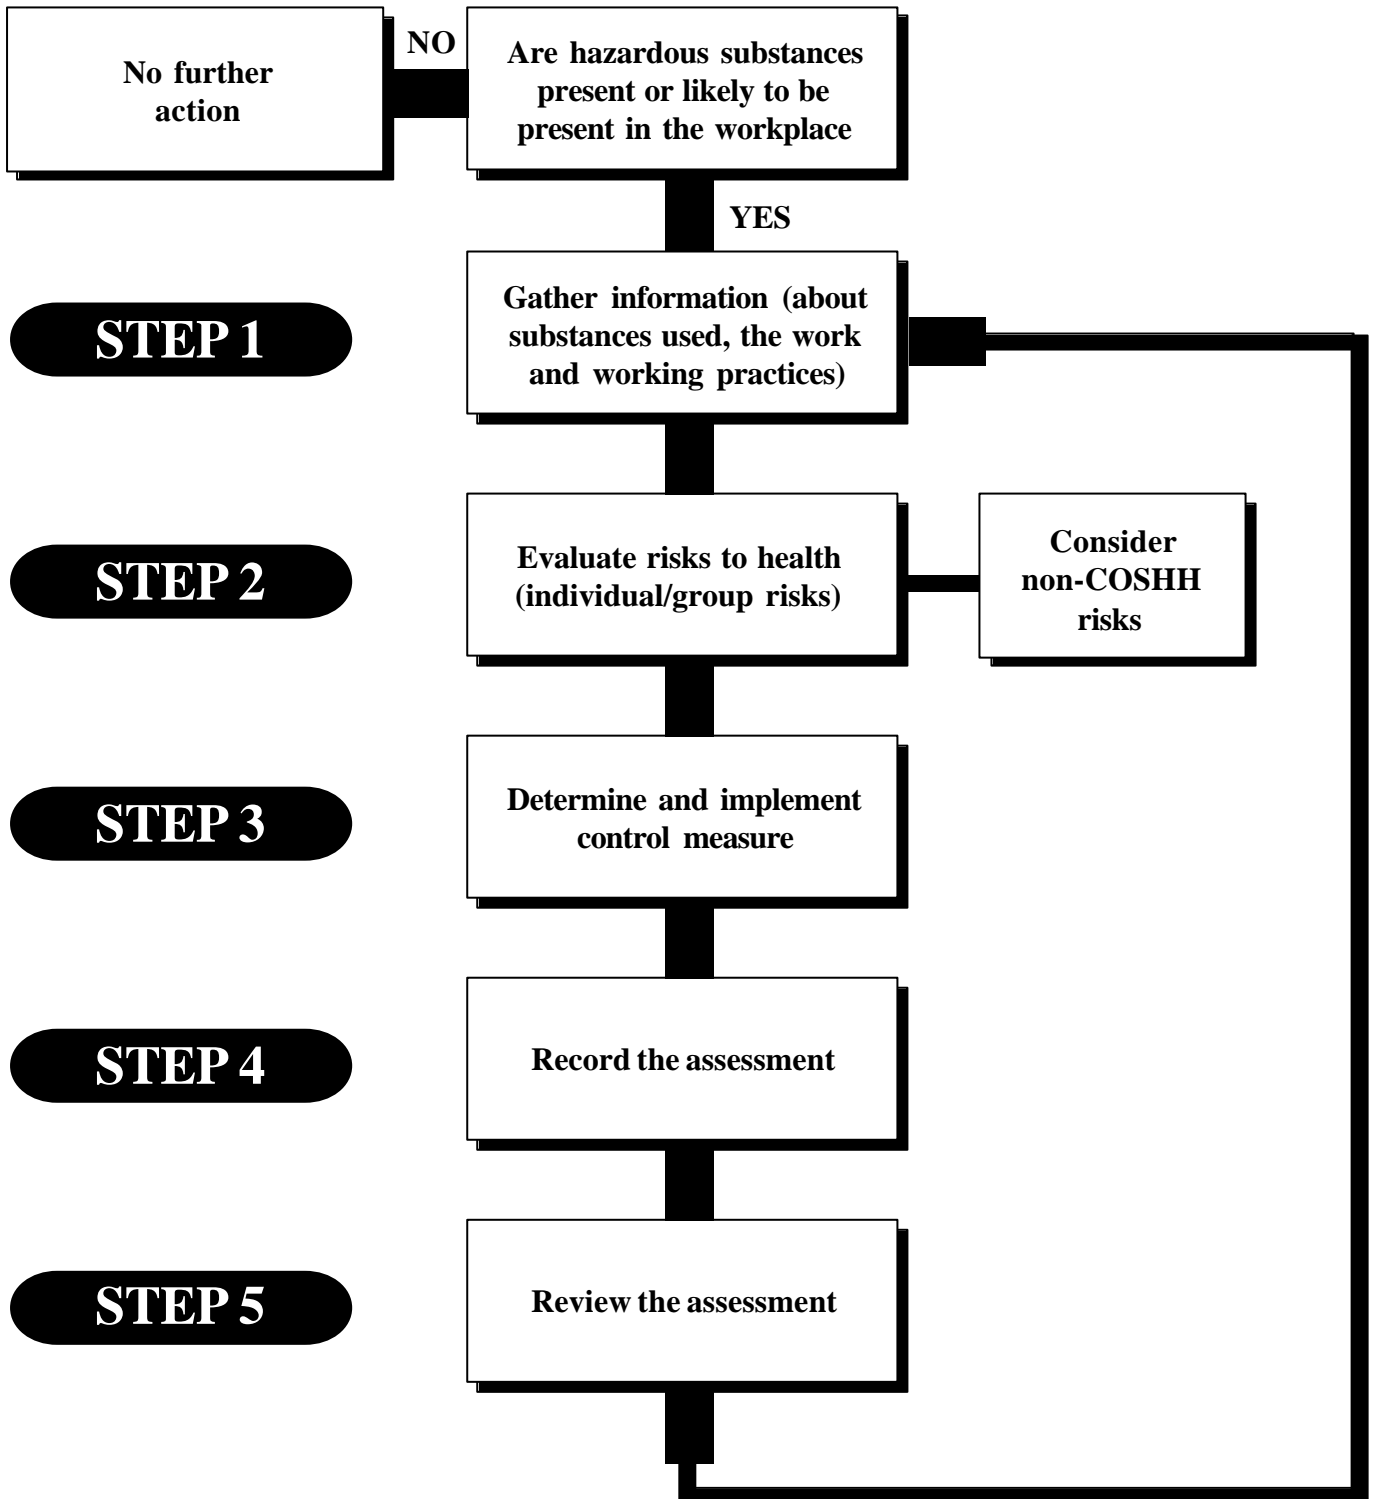 No further
action
NO
Are hazardous substances
present or likely to be
present in the workplace
YES
STEP 1
Gather information (about
substances used, the work
and working practices)
STEP 2
Evaluate risks to health
(individual/group risks)
Consider
non-COSHH
risks
STEP 3
Determine and implement
control measure
STEP 4
Record the assessment
STEP 5
Review the assessment